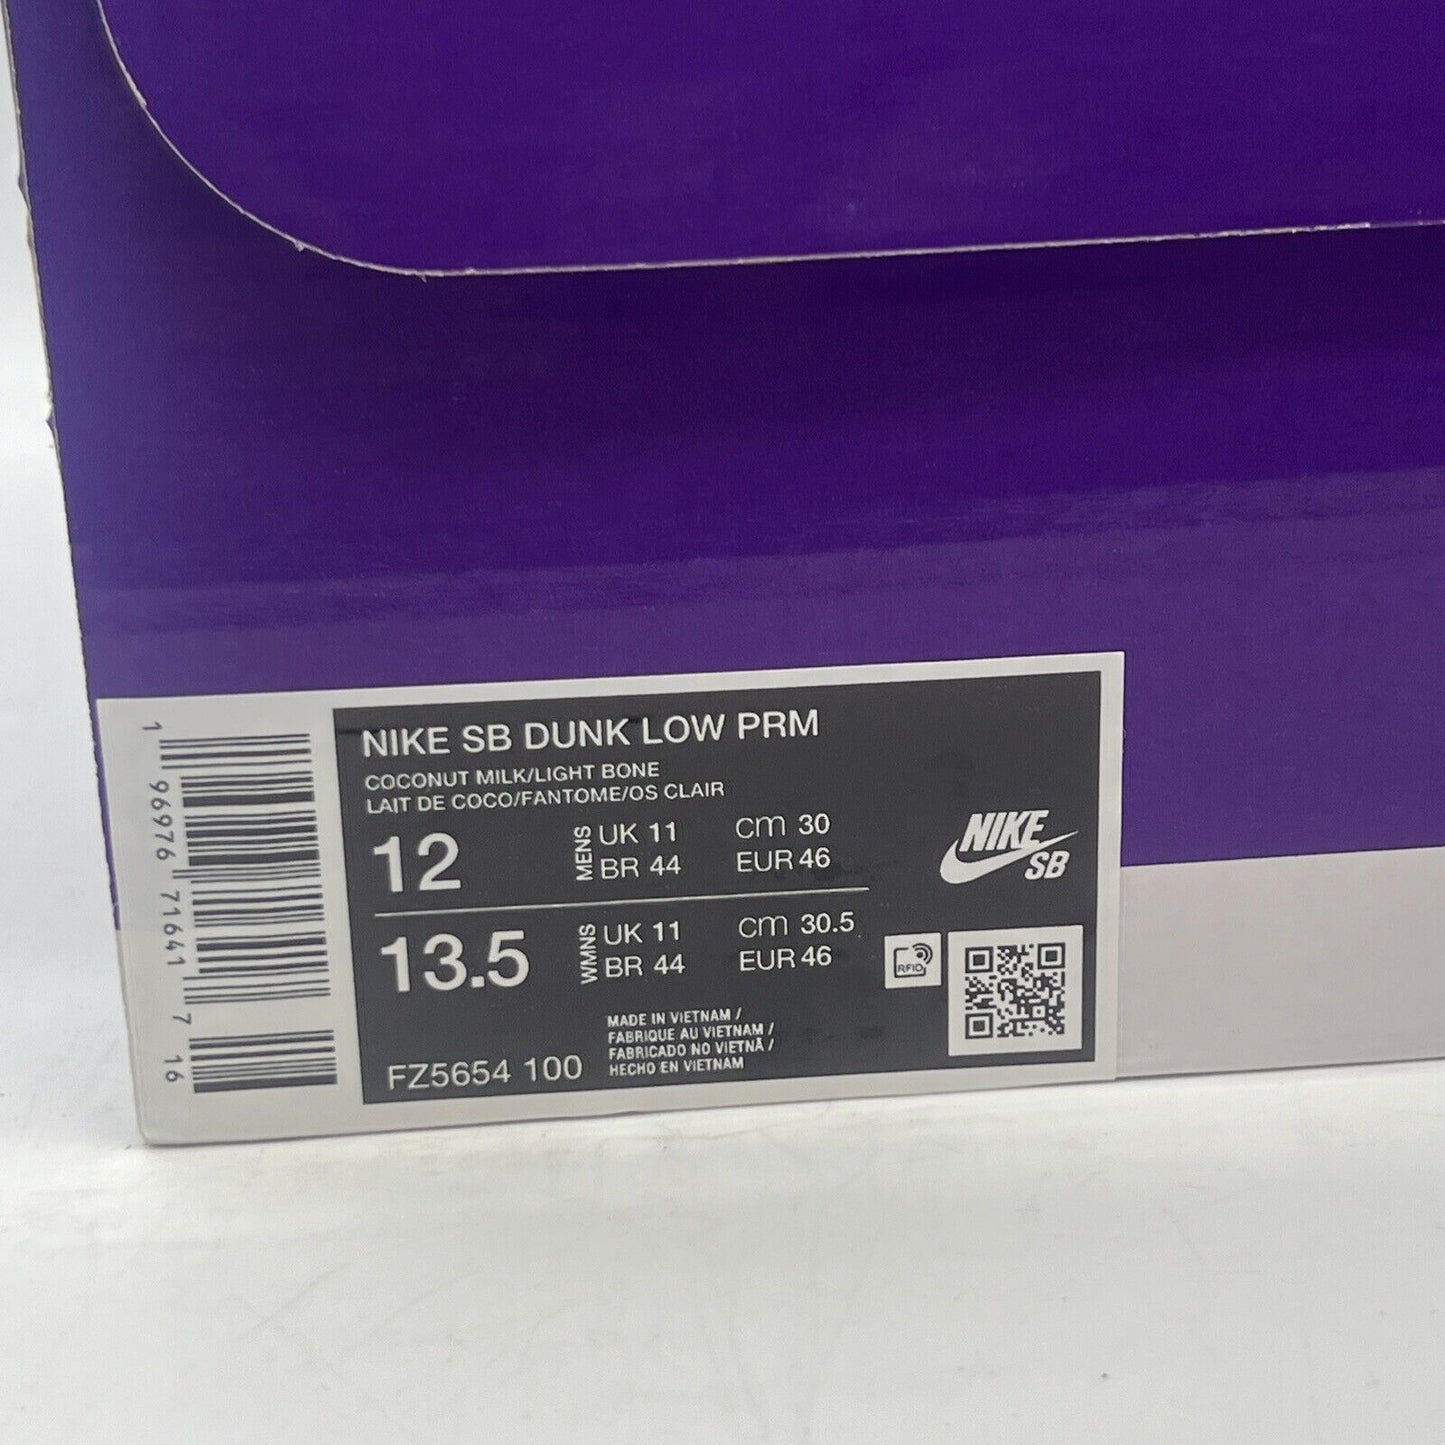 NIKE SB DUNK LOW PRM
COCONUT MILK/LIGHT BONE
LAIT DE COCO/FANTOME/OS CLAIR
12
MENS
UK 11 cm 30
BR 44 EUR 46
13.5
WMNS
UK 11 cm 30.5
BR 44 EUR 46
NIKE
SB
RFID
MADE IN VIETNAM /
FABRIQUE AU VIETNAM /
FABRICADO NO VIETNÃ /
HECHO EN VIETNAM
FZ5654 100
1 96976 71641 7 16